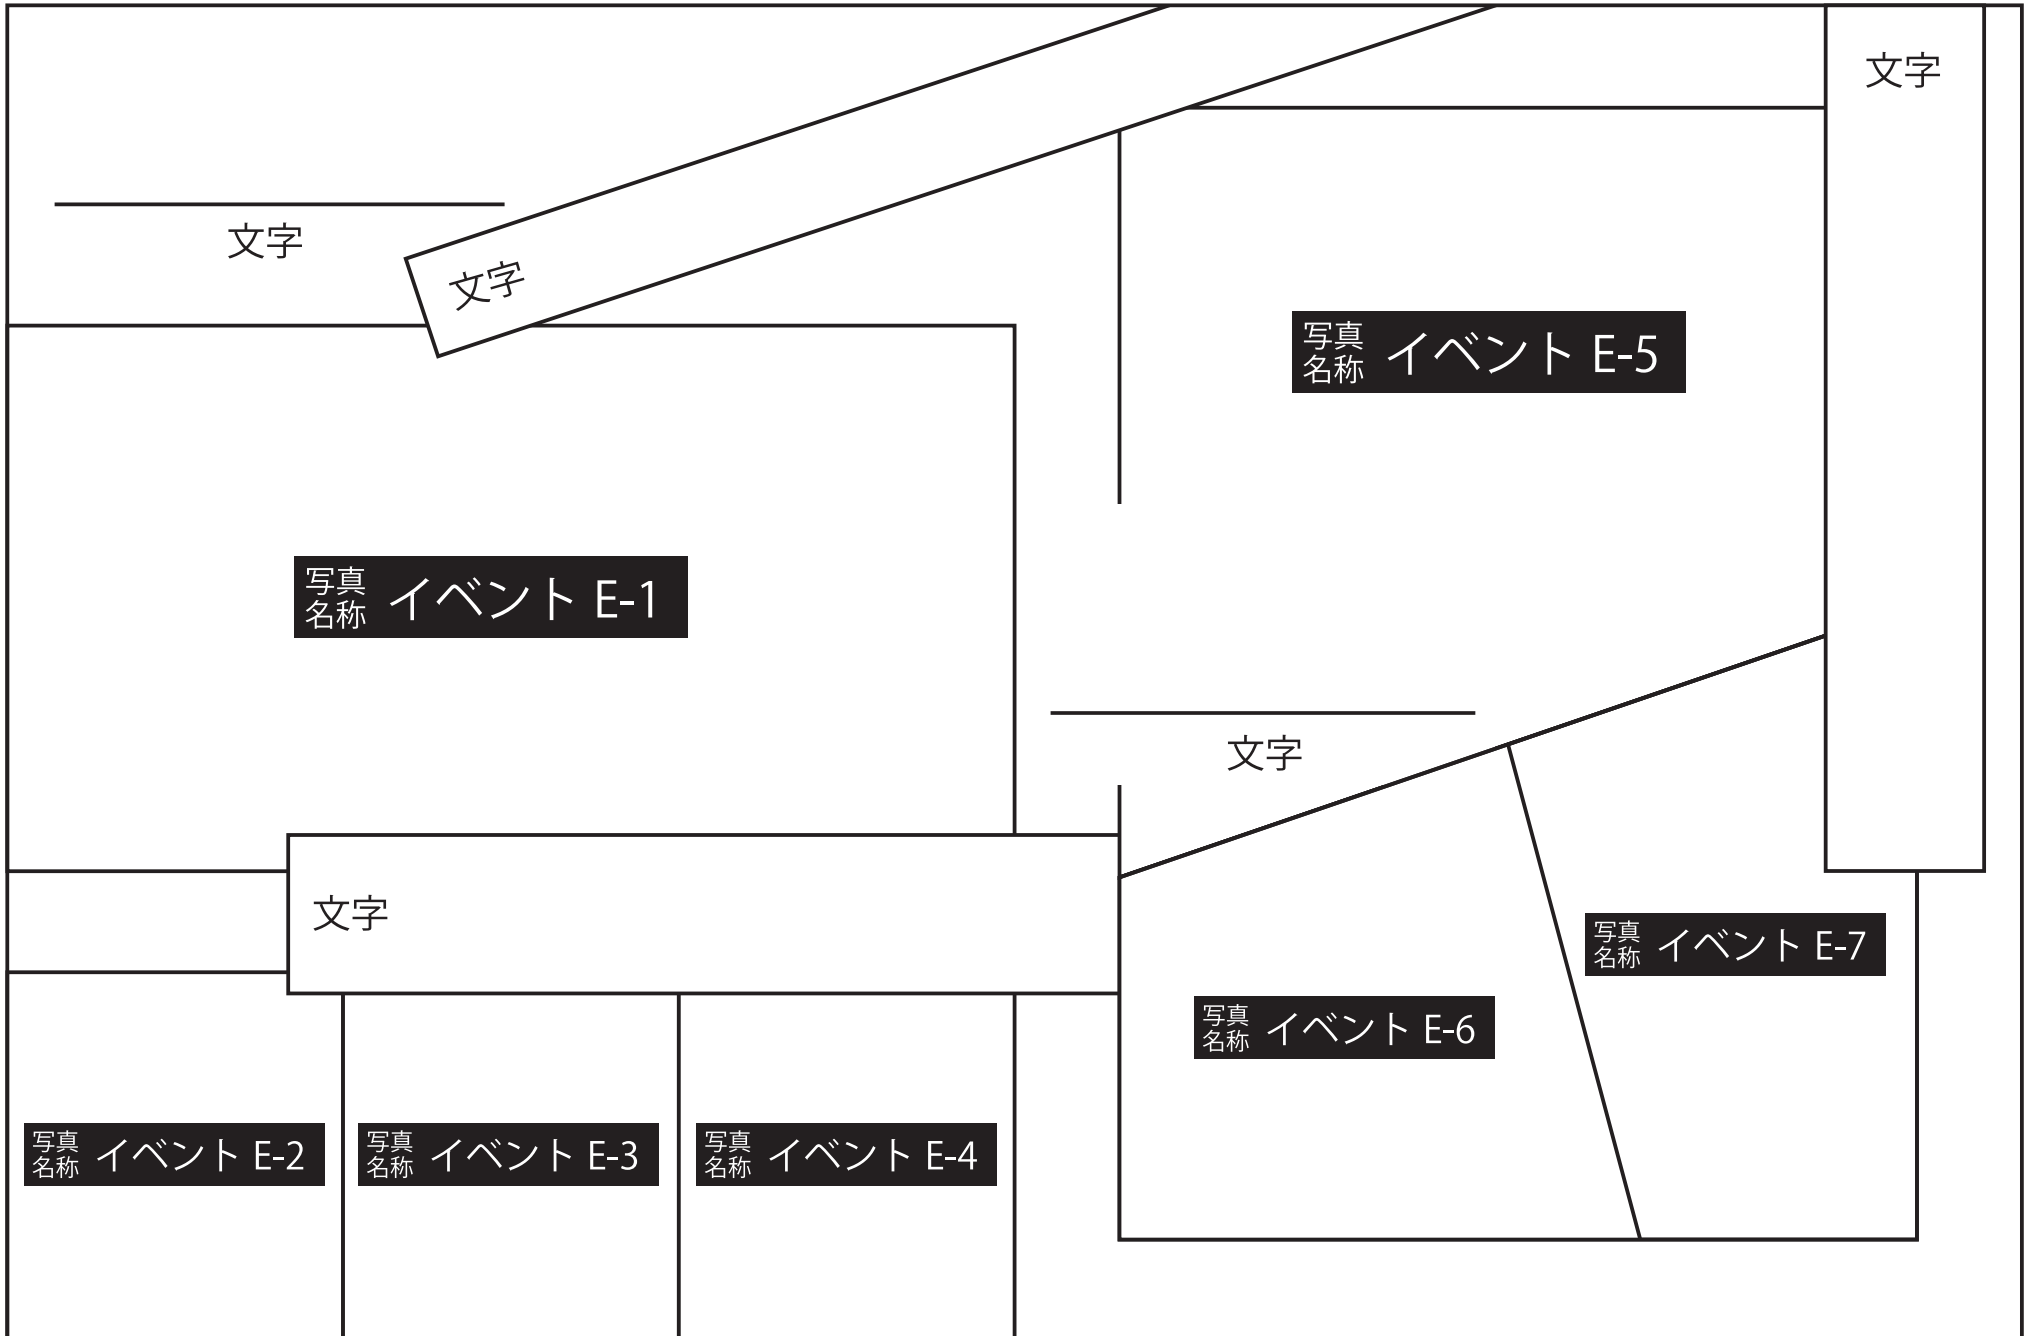 文字
文字
文字
写真
名称 イベント E-5
写真
名称 イベント E-1
文字
文字
写真
名称 イベント E-7
写真
名称 イベント E-6
写真
名称 イベント E-2
写真
名称 イベント E-3
写真
名称 イベント E-4